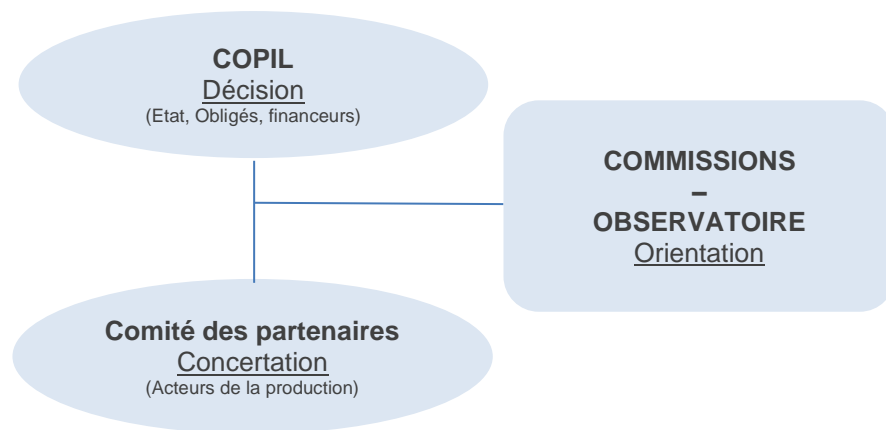 COPIL
Décision
(Etat, Obligés, financeurs)
COMMISSIONS
–
OBSERVATOIRE
Orientation
Comité des partenaires
Concertation
(Acteurs de la production)